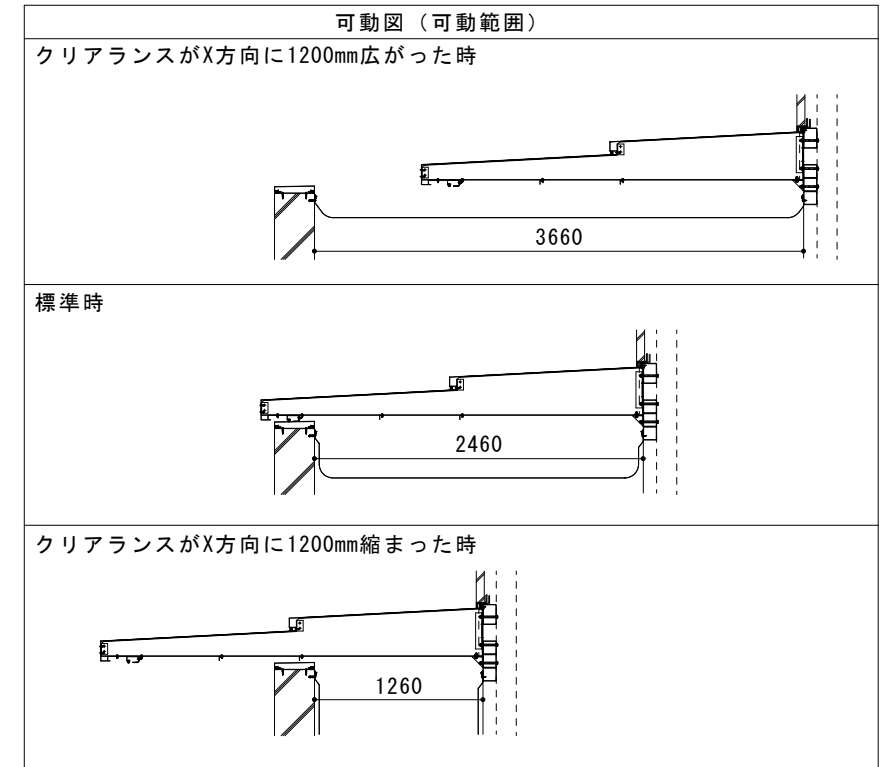 可動図（可動範囲）
クリアランスがX方向に1200mm広がった時
3660
標準時
2460
クリアランスがX方向に1200mm縮まった時
1260